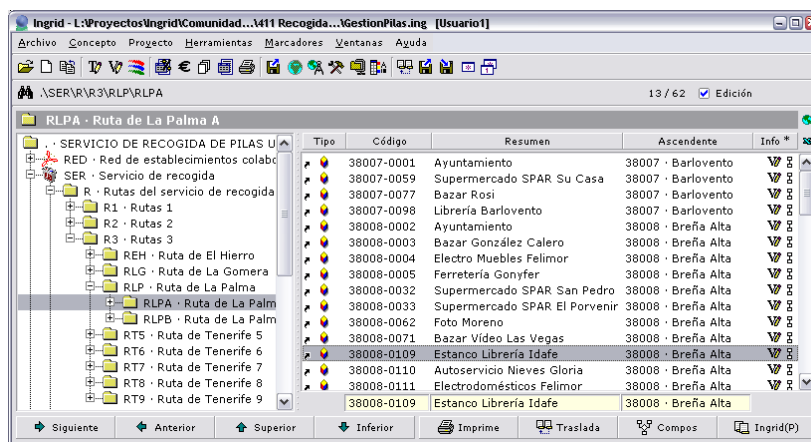 Ingrid - L:\Proyectos\Ingrid\Comunidad...\411 Recogida...\GestionPilas.ing [Usuario1]
Archivo Concepto Proyecto Herramientas Marcadores Ventanas Ayuda
.\SER\R\R3\RLP\RLPA 13 / 62 Edición
RLPA · Ruta de La Palma A
. · SERVICIO DE RECOGIDA DE PILAS U
RED · Red de establecimientos colabo
SER · Servicio de recogida
R · Rutas del servicio de recogida
R1 · Rutas 1
R2 · Rutas 2
R3 · Rutas 3
REH · Ruta de El Hierro
RLG · Ruta de La Gomera
RLP · Ruta de La Palma
RLPA · Ruta de La Palm
RLPB · Ruta de La Palm
RT5 · Ruta de Tenerife 5
RT6 · Ruta de Tenerife 6
RT7 · Ruta de Tenerife 7
RT8 · Ruta de Tenerife 8
RT9 · Ruta de Tenerife 9
Tipo Código Resumen Ascendente Info *
38007-0001 Ayuntamiento 38007 · Barlovento
38007-0059 Supermercado SPAR Su Casa 38007 · Barlovento
38007-0077 Bazar Rosi 38007 · Barlovento
38007-0098 Librería Barlovento 38007 · Barlovento
38008-0002 Ayuntamiento 38008 · Breña Alta
38008-0003 Bazar González Calero 38008 · Breña Alta
38008-0004 Electro Muebles Felimor 38008 · Breña Alta
38008-0005 Ferretería Gonyfer 38008 · Breña Alta
38008-0032 Supermercado SPAR San Pedro 38008 · Breña Alta
38008-0033 Supermercado SPAR El Porvenir 38008 · Breña Alta
38008-0062 Foto Moreno 38008 · Breña Alta
38008-0071 Bazar Vídeo Las Vegas 38008 · Breña Alta
38008-0109 Estanco Librería Idafe 38008 · Breña Alta
38008-0110 Autoservicio Nieves Gloria 38008 · Breña Alta
38008-0111 Electrodomésticos Felimor 38008 · Breña Alta
38008-0109 Estanco Librería Idafe 38008 · Breña Alta
Siguiente Anterior Superior Inferior Imprime Traslada Compos Ingrid(P)